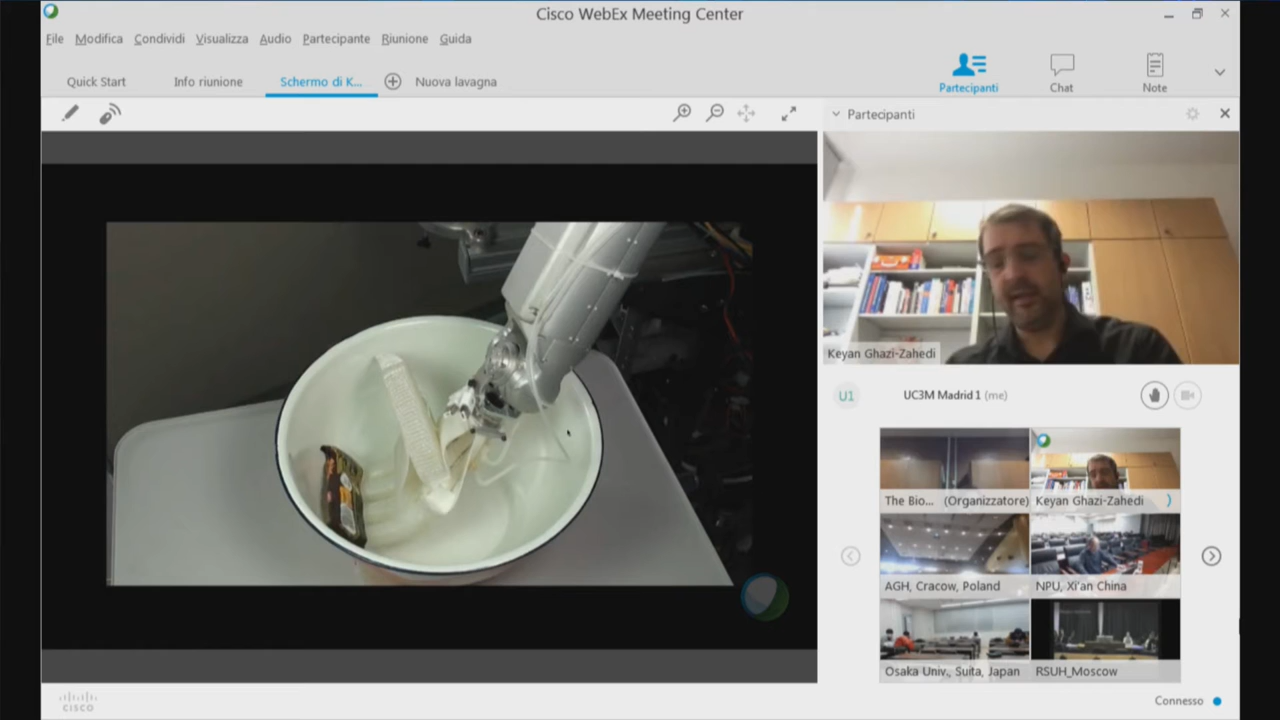 Cisco WebEx Meeting Center
File Modifica Condividi Visualizza Audio Partecipante Riunione Guida
Quick Start Info riunione Schermo di K... Nuova lavagna
Partecipanti Chat Note
Partecipanti
Keyan Ghazi-Zahedi
U1 UC3M Madrid 1 (me)
The Bio... (Organizzatore) Keyan Ghazi-Zahedi
AGH, Cracow, Poland NPU, Xi'an China
Osaka Univ., Suita, Japan RSUH_Moscow
CISCO
Connesso